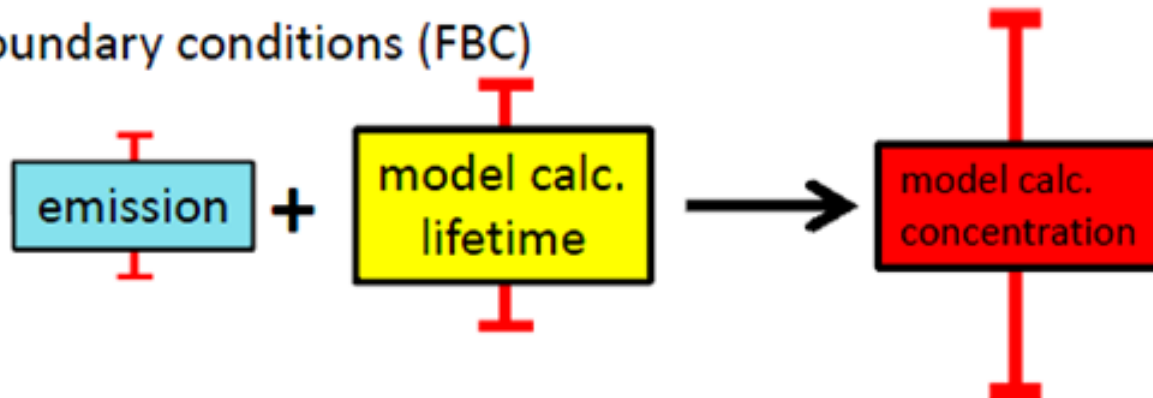 oundary conditions (FBC)
emission
+
model calc.
lifetime
model calc.
concentration